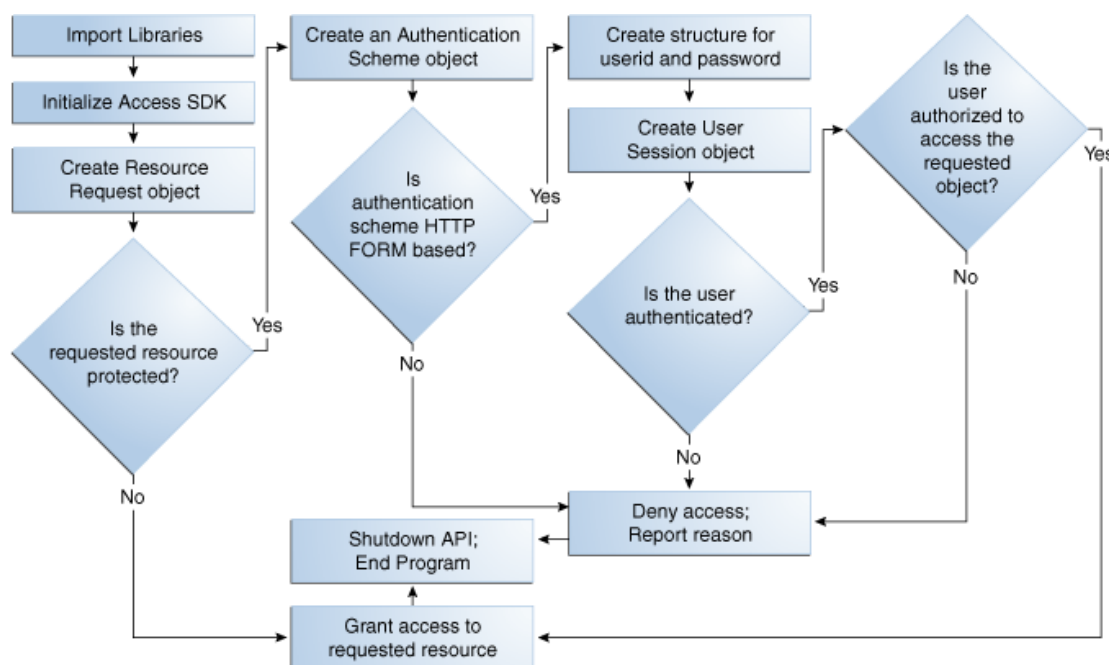 Import Libraries
Initialize Access SDK
Create Resource
Request object
Is the
requested resource
protected?
Yes
No
Create an Authentication
Scheme object
Is
authentication
scheme HTTP
FORM based?
Yes
No
Create structure for
userid and password
Create User
Session object
Is the user
authenticated?
Yes
No
Is the
user
authorized to
access the
requested
object?
Yes
No
Deny access;
Report reason
Shutdown API;
End Program
Grant access to
requested resource